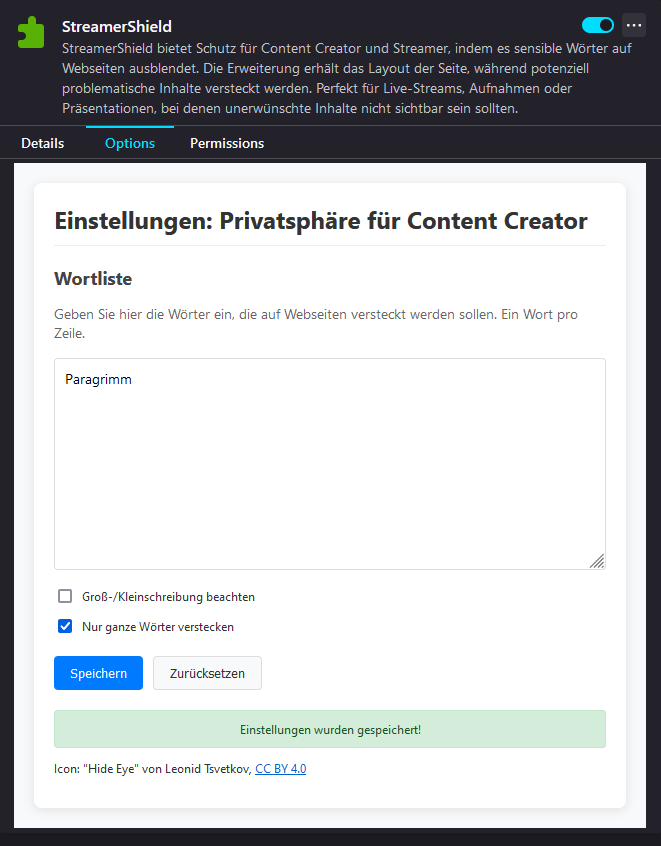 StreamerShield
StreamerShield bietet Schutz für Content Creator und Streamer, indem es sensible Wörter auf
Webseiten ausblendet. Die Erweiterung erhält das Layout der Seite, während potenziell
problematische Inhalte versteckt werden. Perfekt für Live-Streams, Aufnahmen oder
Präsentationen, bei denen unerwünschte Inhalte nicht sichtbar sein sollten.
Details Options Permissions
Einstellungen: Privatsphäre für Content Creator
Wortliste
Geben Sie hier die Wörter ein, die auf Webseiten versteckt werden sollen. Ein Wort pro
Zeile.
Paragrimm
Groß-/Kleinschreibung beachten
Nur ganze Wörter verstecken
Speichern Zurücksetzen
Einstellungen wurden gespeichert!
Icon: "Hide Eye" von Leonid Tsvetkov, CC BY 4.0